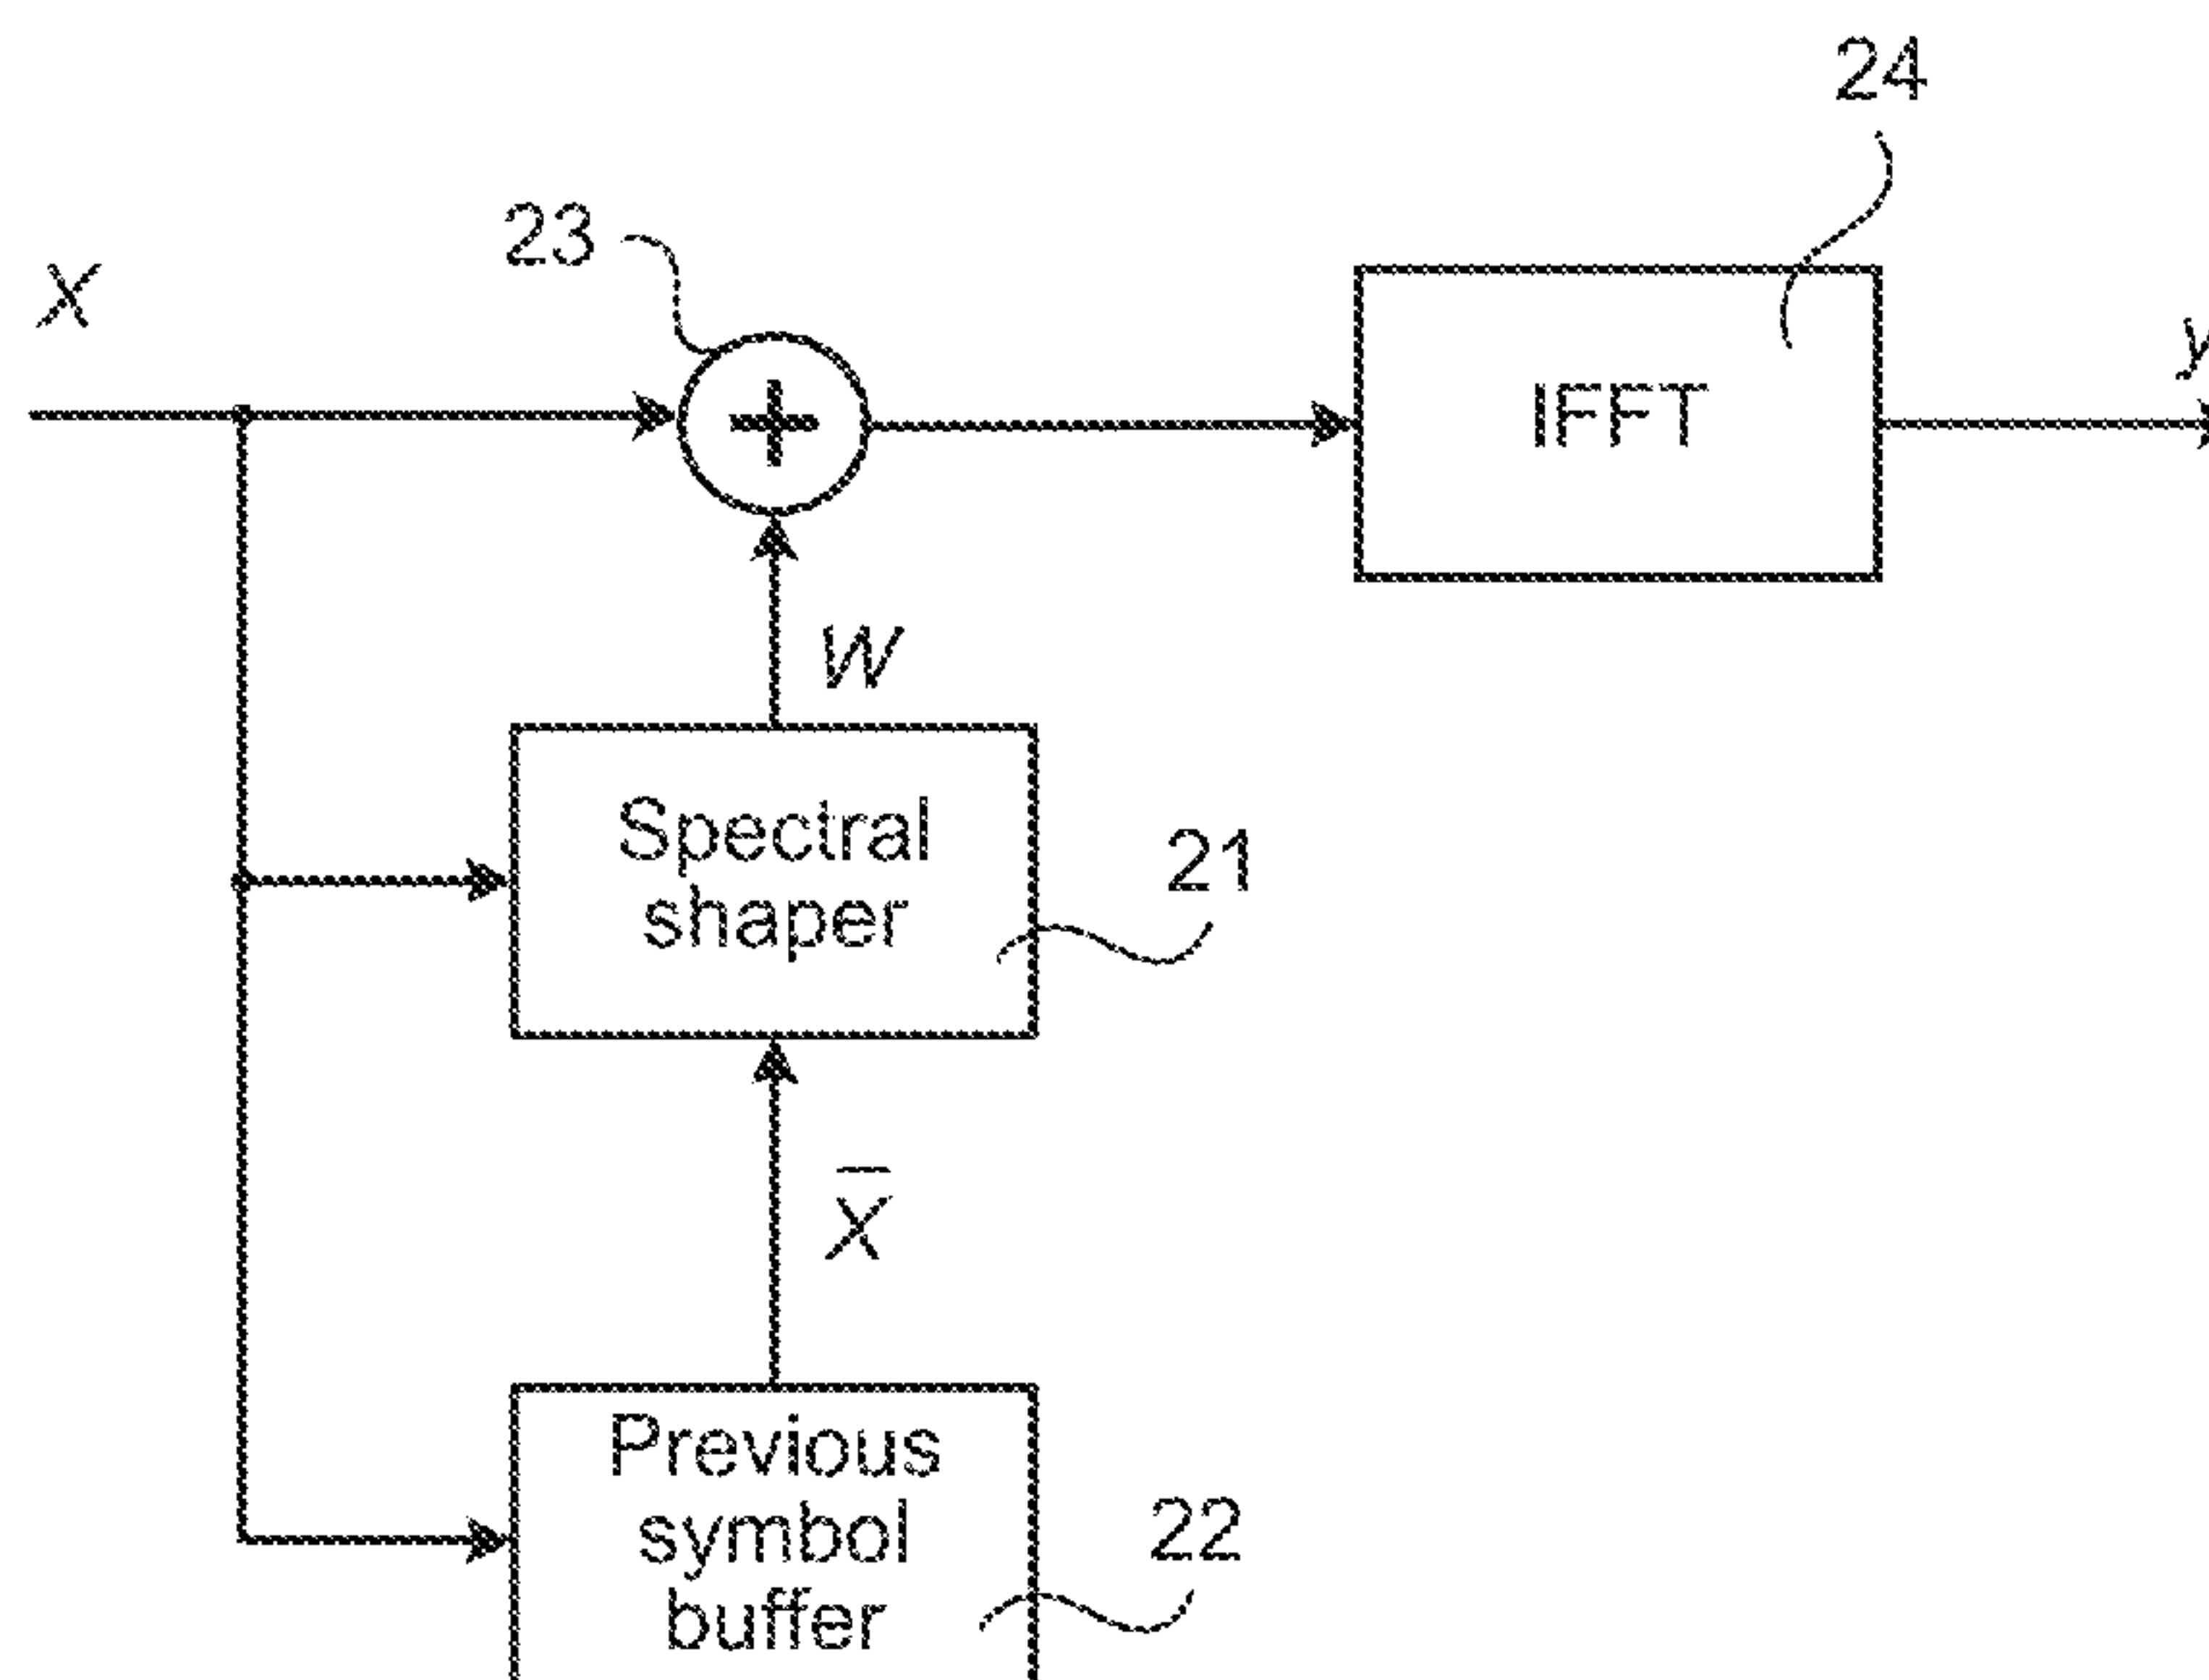 24
23
X
y
IFFT
+
W
Spectral
shaper
21
X̅
Previous
symbol
buffer
22